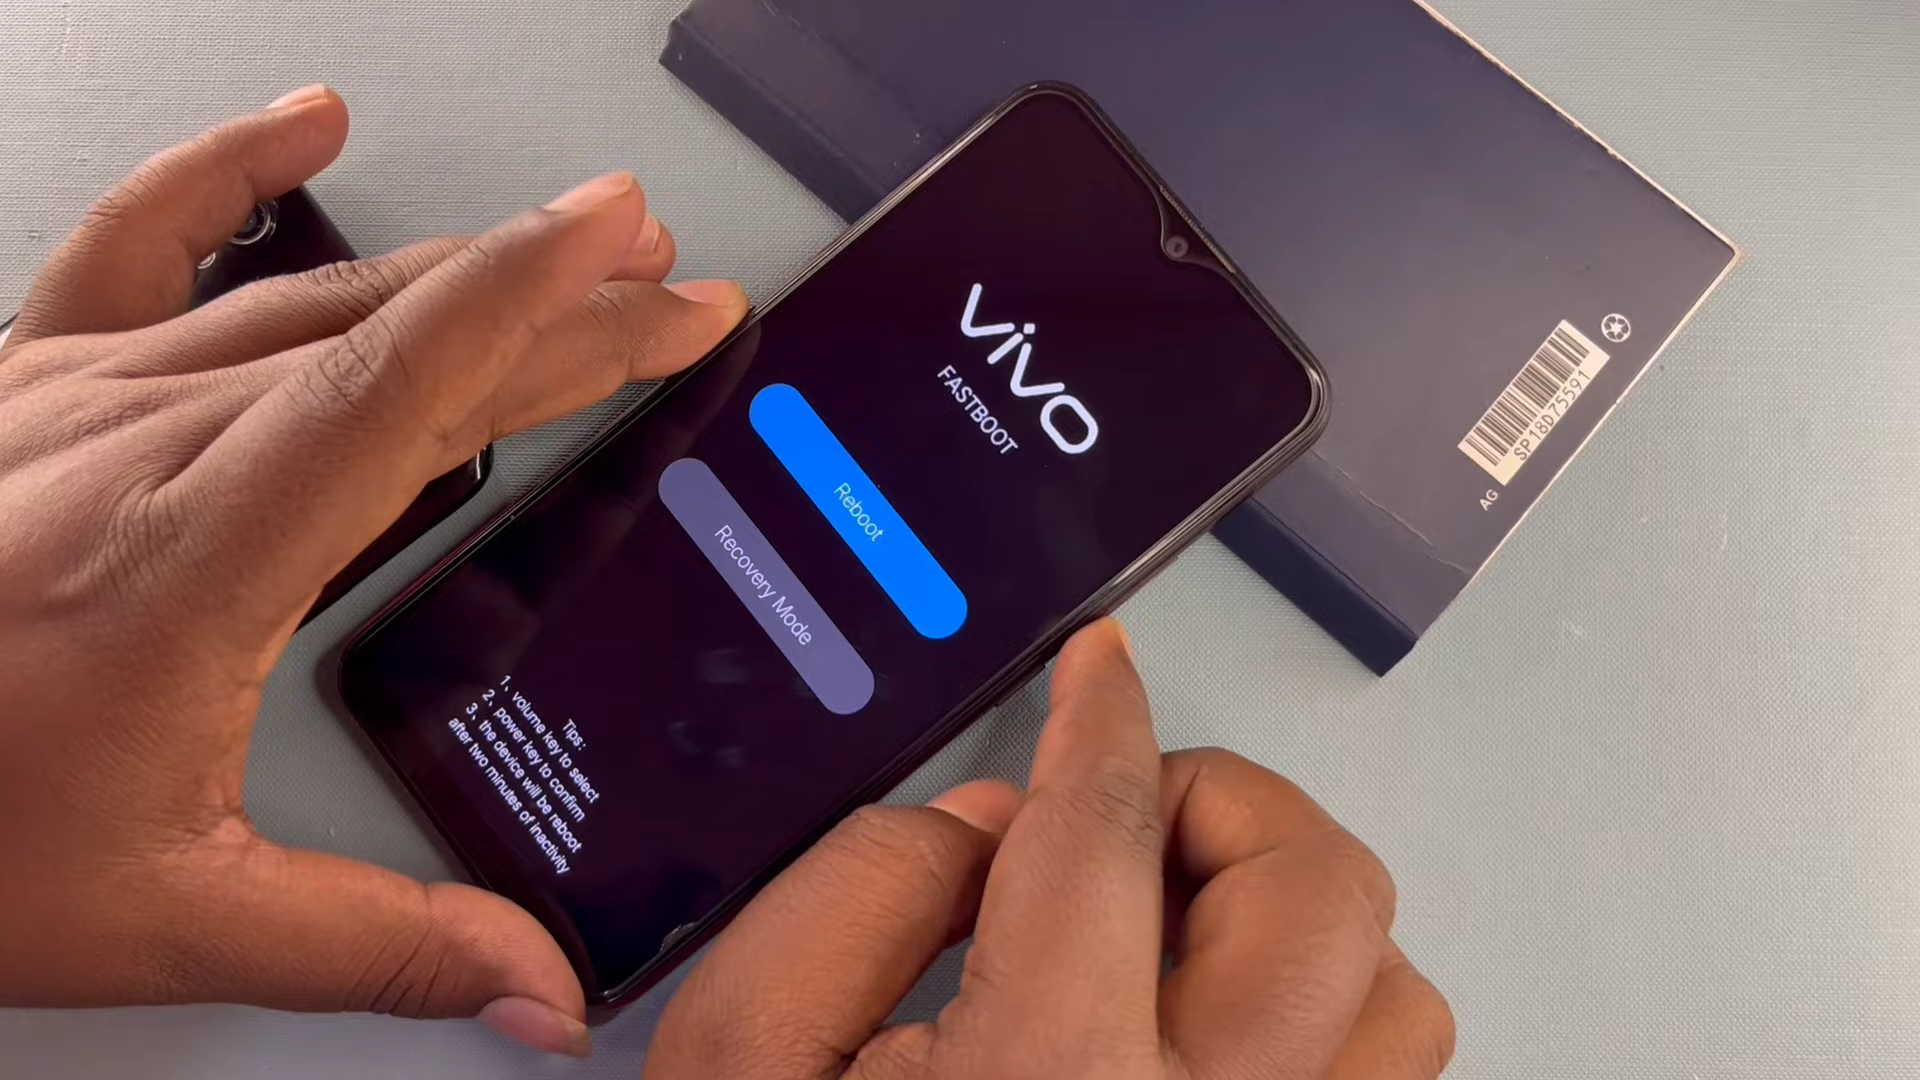 vivo
FASTBOOT
Reboot
Recovery Mode
Tips:
1、volume key to select
2、power key to confirm
3、the device will be reboot
after two minutes of inactivity
SP18D75591
AG